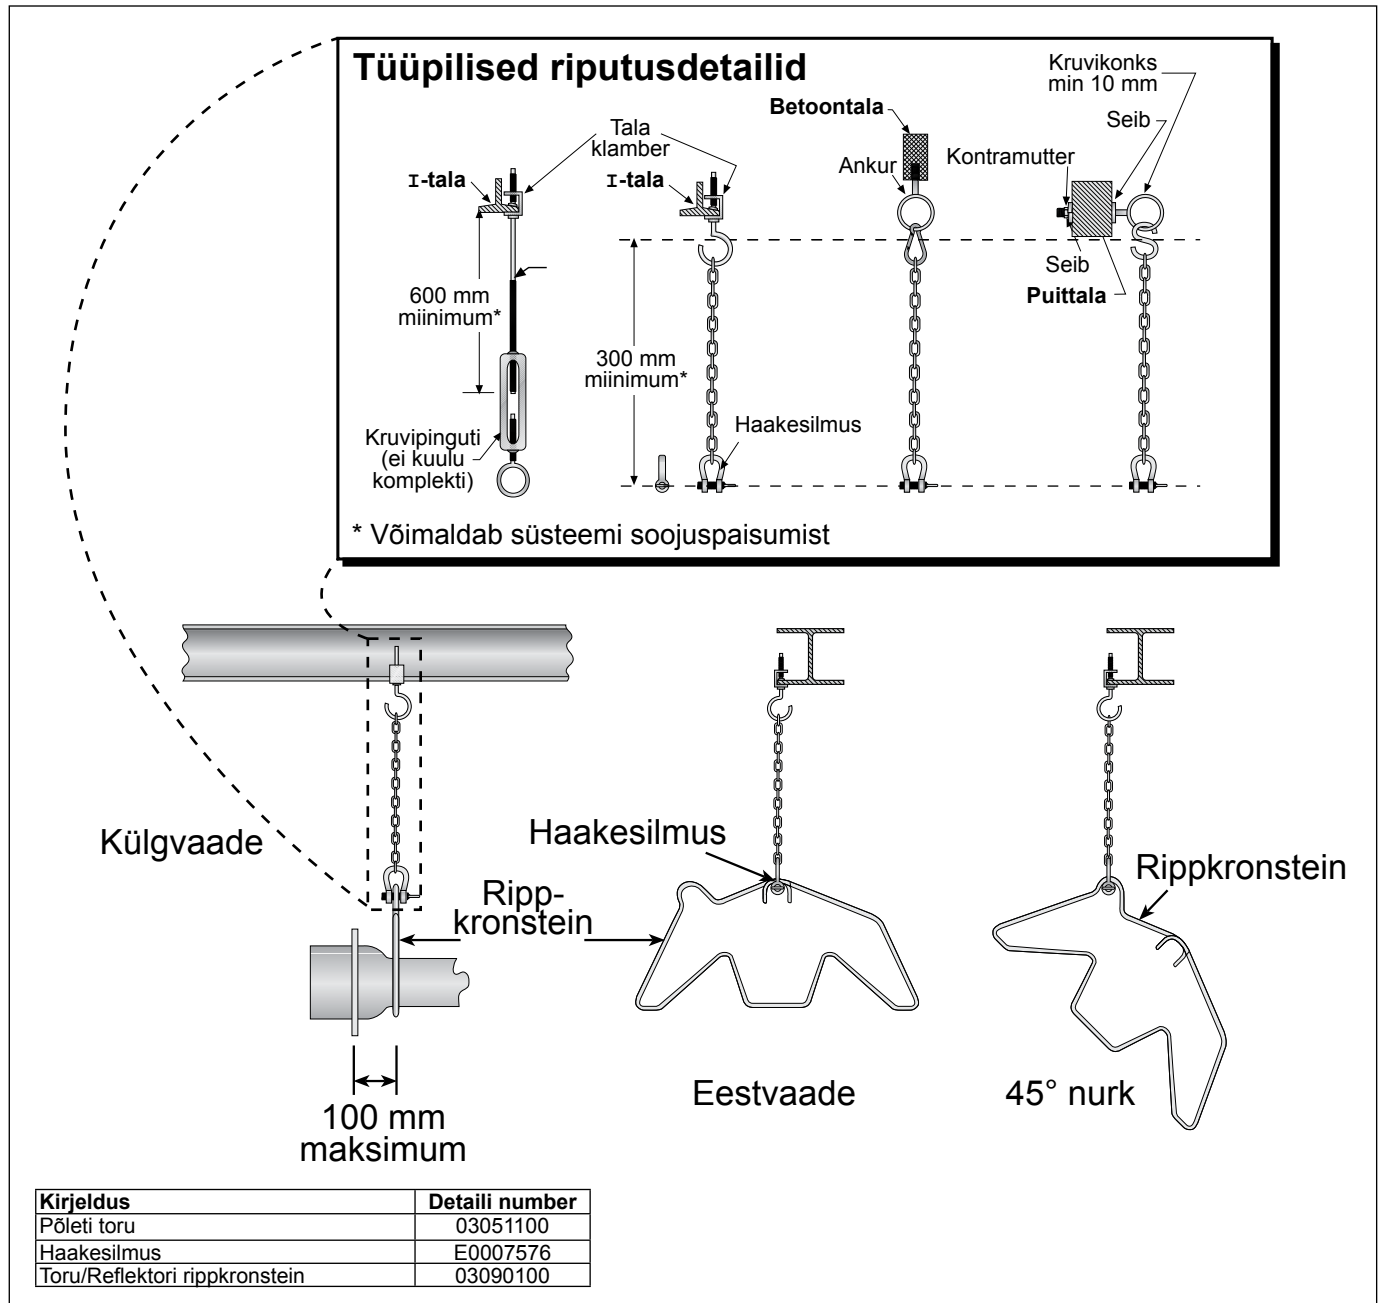 Tüüpilised riputusdetailid
Kruvikonks
min 10 mm
Betoontala
Seib
Tala
klamber
Ankur
Kontramutter
I-tala
I-tala
Seib
Puittala
600 mm
miinimum*
300 mm
miinimum*
Haakesilmus
Kruvipinguti
(ei kuulu
komplekti)
* Võimaldab süsteemi soojuspaisumist
Külgvaade
Haakesilmus
Rippkronstein
Ripp-
kronstein
Eestvaade
45° nurk
100 mm
maksimum
Kirjeldus Detaili number
Põleti toru 03051100
Haakesilmus E0007576
Toru/Reflektori rippkronstein 03090100